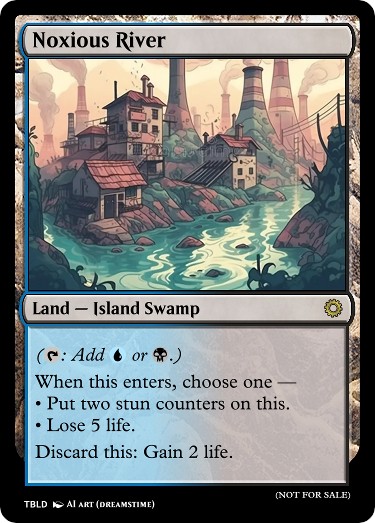 Noxious River
Land — Island Swamp
(: Add or .)
When this enters, choose one —
• Put two stun counters on this.
• Lose 5 life.
Discard this: Gain 2 life.
(NOT FOR SALE)
TBLD AI ART (DREAMSTIME)